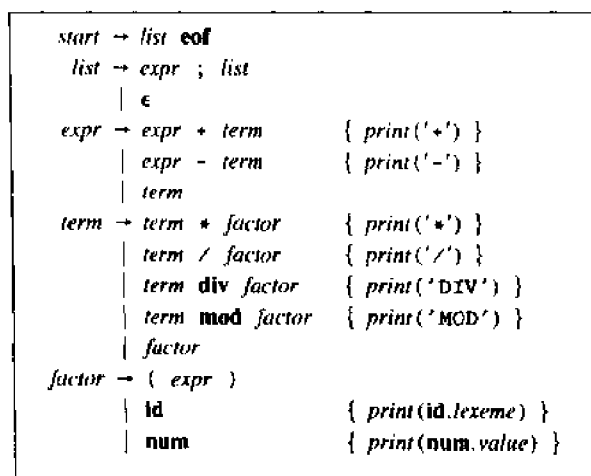 start → list eof
list → expr ; list
| ϵ
expr → expr + term { print('+') }
| expr - term { print('-') }
| term
term → term * factor { print('*') }
| term / factor { print('/') }
| term div factor { print('DIV') }
| term mod factor { print('MOD') }
| factor
factor → ( expr )
| id { print(id.lexeme) }
| num { print(num.value) }